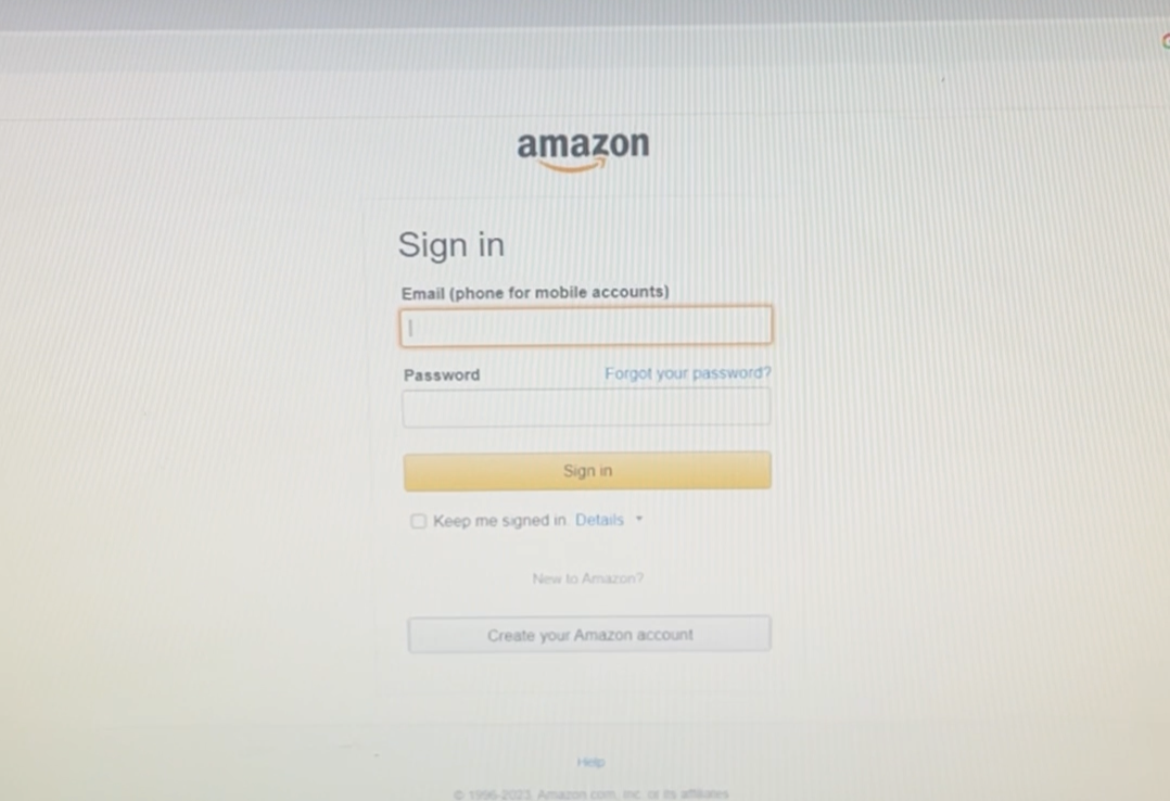 amazon
Sign in
Email (phone for mobile accounts)
Password Forgot your password?
Sign in
Keep me signed in. Details
New to Amazon?
Create your Amazon account
Help
© 1996-2023, Amazon.com, Inc. or its affiliates